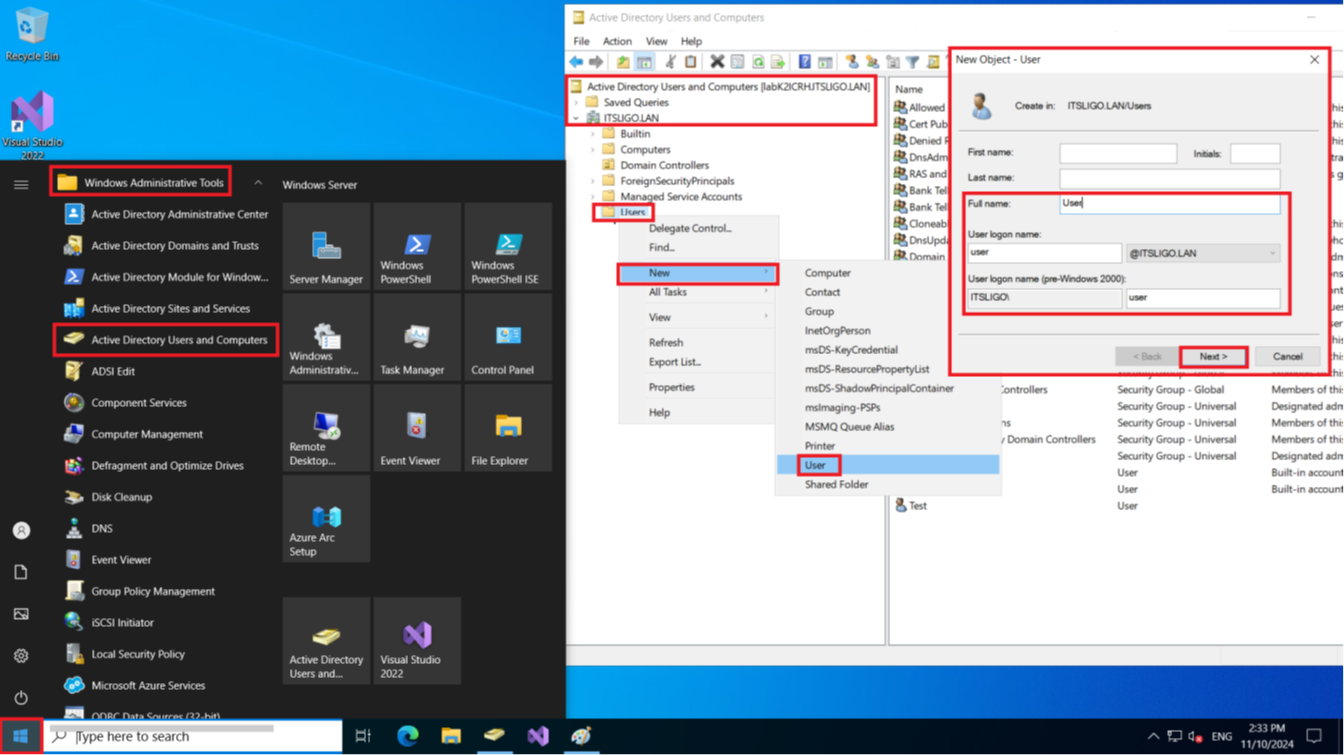 Recycle Bin
Visual Studio
2022
Windows Administrative Tools
Active Directory Administrative Center
Active Directory Domains and Trusts
Active Directory Module for Window...
Active Directory Sites and Services
Active Directory Users and Computers
ADSI Edit
Component Services
Computer Management
Defragment and Optimize Drives
Disk Cleanup
DNS
Event Viewer
Group Policy Management
iSCSI Initiator
Local Security Policy
Microsoft Azure Services
ODBC Data Sources (32-bit)
Windows Server
Server Manager
Windows
PowerShell
Windows
PowerShell ISE
Windows
Administrativ...
Task Manager
Control Panel
Remote
Desktop...
Event Viewer
File Explorer
Azure Arc
Setup
Active Directory
Users and...
Visual Studio
2022
Active Directory Users and Computers
File Action View Help
Active Directory Users and Computers [labK2ICRH.ITSLIGO.LAN]
Saved Queries
ITSLIGO.LAN
Builtin
Computers
Domain Controllers
ForeignSecurityPrincipals
Managed Service Accounts
Users
Delegate Control...
Find...
New
All Tasks
View
Refresh
Export List...
Properties
Help
Computer
Contact
Group
InetOrgPerson
msDS-KeyCredential
msDS-ResourcePropertyList
msDS-ShadowPrincipalContainer
msImaging-PSPs
MSMQ Queue Alias
Printer
User
Shared Folder
Name
Allowed
Cert Pub
Denied
DnsAdm
RAS and
Bank Tel
Bank Tel
Cloneabl
DnsUpda
Domain
New Object - User
Create in: ITSLIGO.LAN/Users
First name: Initials:
Last name:
Full name: User
User logon name:
user @ITSLIGO.LAN
User logon name (pre-Windows 2000):
ITSLIGO\ user
< Back Next > Cancel
ontrollers Security Group - Global Members of this
Security Group - Universal Designated adm
ns Security Group - Universal Members of this
y Domain Controllers Security Group - Universal Members of this
Security Group - Universal Designated adm
User Built-in account
User Built-in account
Test User
Type here to search
ENG
2:33 PM
11/10/2024